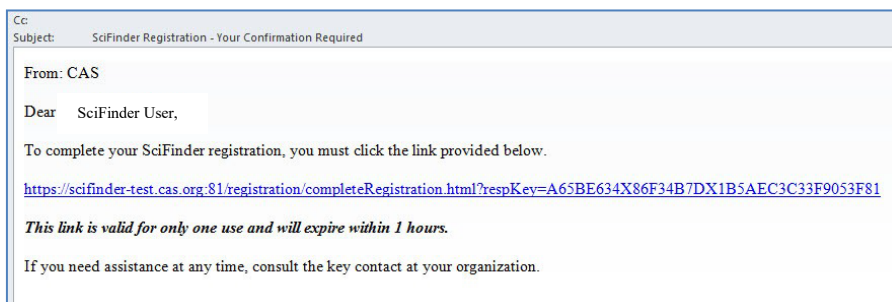 Cc:
Subject: SciFinder Registration - Your Confirmation Required
From: CAS
Dear SciFinder User,
To complete your SciFinder registration, you must click the link provided below.
https://scifinder-test.cas.org:81/registration/completeRegistration.html?respKey=A65BE634X86F34B7DX1B5AEC3C33F9053F81
This link is valid for only one use and will expire within 1 hours.
If you need assistance at any time, consult the key contact at your organization.